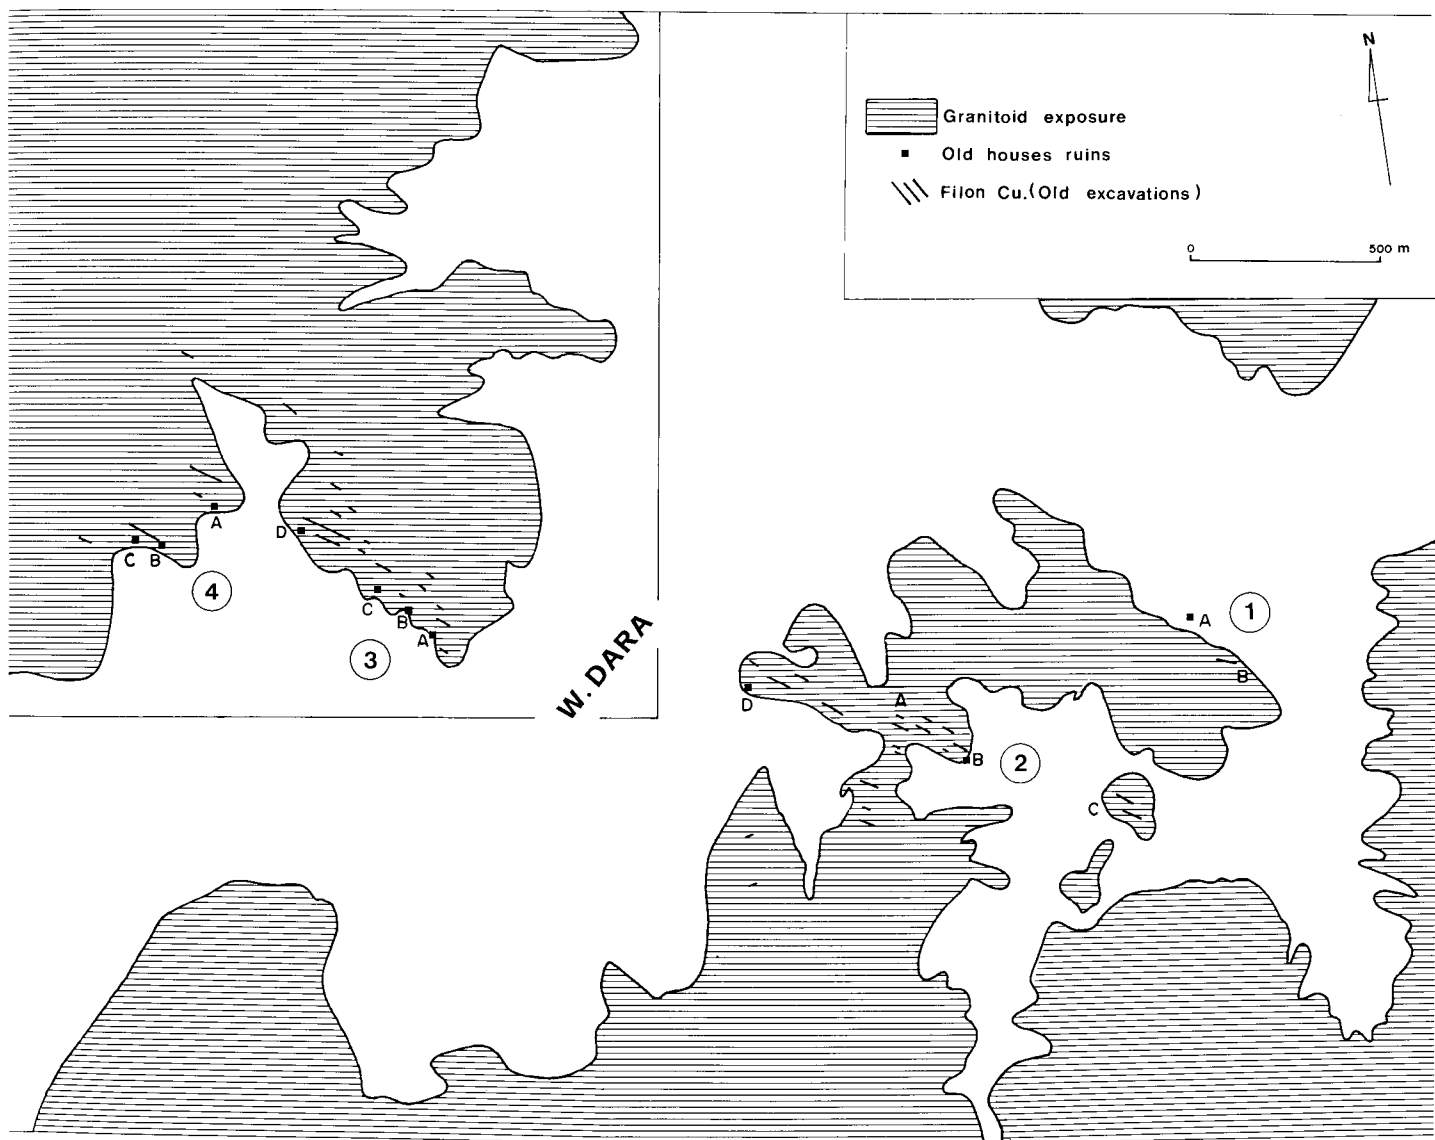 N
Granitoid exposure
Old houses ruins
Filon Cu.(Old excavations)
0 500 m
A
D
C B
4
C
B
A
3
W. DARA
A
1
B
D
A
B
2
C